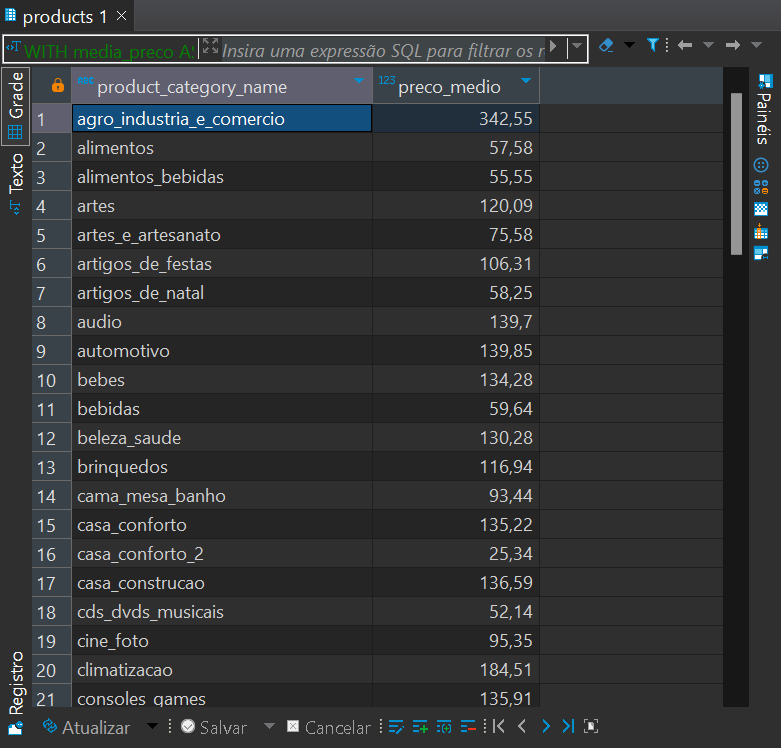 products 1
WITH media_preco A
Insira uma expressão SQL para filtrar os r
Grade
Texto
Registro
Painéis
ABC product_category_name 123 preco_medio
1 agro_industria_e_comercio 342,55
2 alimentos 57,58
3 alimentos_bebidas 55,55
4 artes 120,09
5 artes_e_artesanato 75,58
6 artigos_de_festas 106,31
7 artigos_de_natal 58,25
8 audio 139,7
9 automotivo 139,85
10 bebes 134,28
11 bebidas 59,64
12 beleza_saude 130,28
13 brinquedos 116,94
14 cama_mesa_banho 93,44
15 casa_conforto 135,22
16 casa_conforto_2 25,34
17 casa_construcao 136,59
18 cds_dvds_musicais 52,14
19 cine_foto 95,35
20 climatizacao 184,51
21 consoles_games 135,91
Atualizar Salvar Cancelar